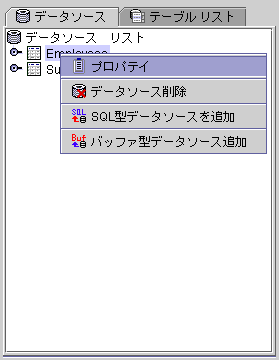 データソース テーブル リスト
データソース リスト
Employees
プロパティ
Su
データソース削除
SQL SQL型データソースを追加
Buf バッファ型データソース追加